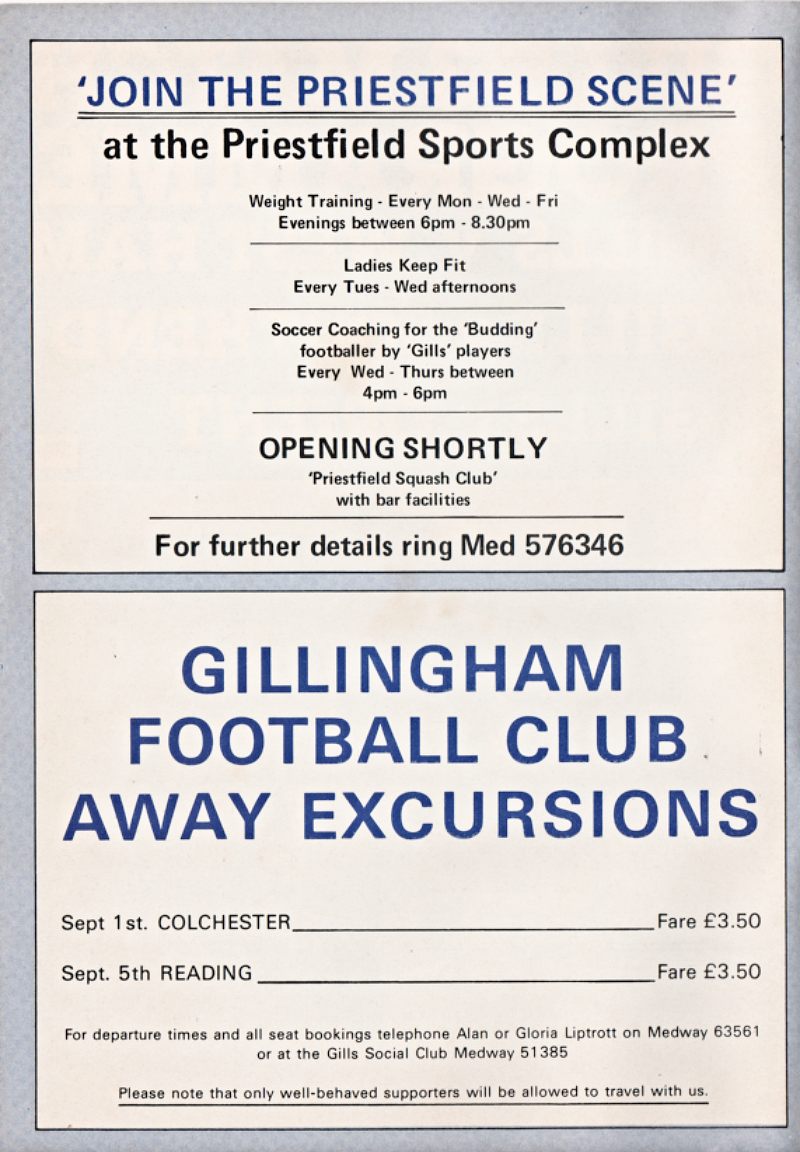 ‘JOIN THE PRIESTFIELD SCENE’
at the Priestfield Sports Complex
Weight Training - Every Mon - Wed - Fri
Evenings between 6pm - 8.30pm
Ladies Keep Fit
Every Tues - Wed afternoons
Soccer Coaching for the ‘Budding’
footballer by ‘Gills’ players
Every Wed - Thurs between
4pm - 6pm
OPENING SHORTLY
‘Priestfield Squash Club’
with bar facilities
For further details ring Med 576346
GILLINGHAM
FOOTBALL CLUB
AWAY EXCURSIONS
Sept 1st. COLCHESTER Fare £3.50
Sept. 5th READING Fare £3.50
For departure times and all seat bookings telephone Alan or Gloria Liptrott on Medway 63561
or at the Gills Social Club Medway 51385
Please note that only well-behaved supporters will be allowed to travel with us.